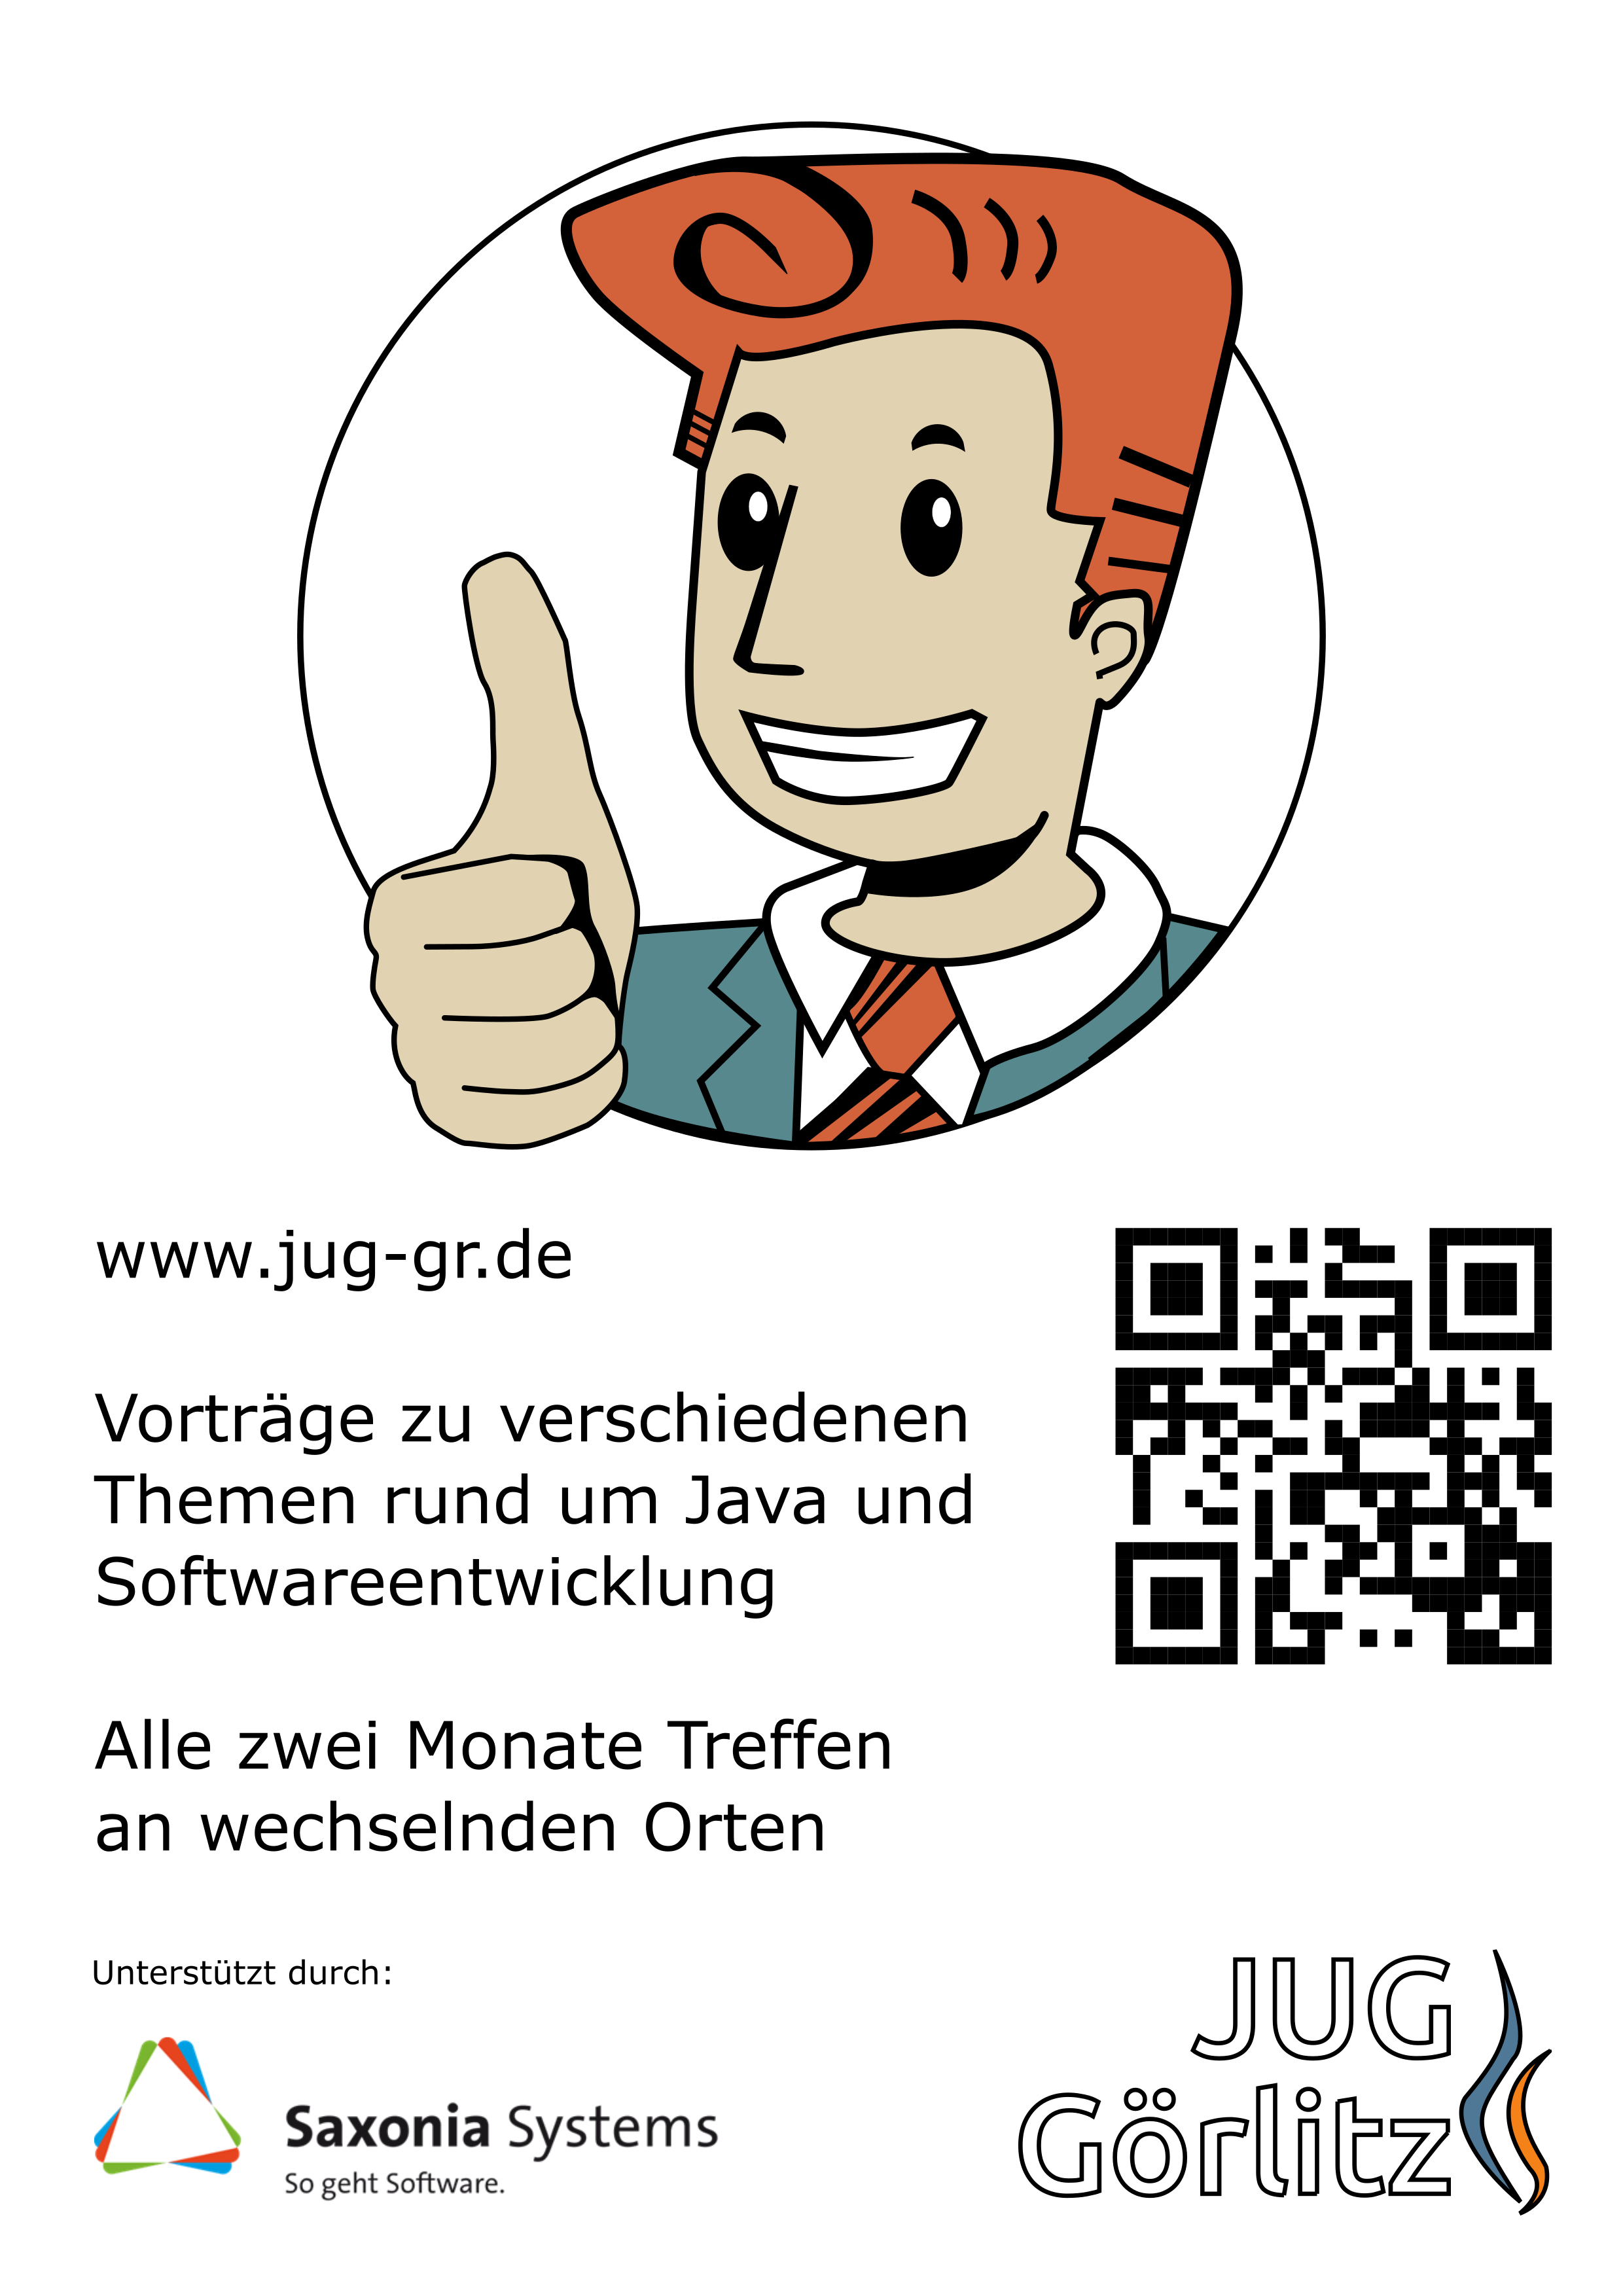 www.jug-gr.de
Vorträge zu verschiedenen
Themen rund um Java und
Softwareentwicklung
Alle zwei Monate Treffen
an wechselnden Orten
Unterstützt durch:
Saxonia Systems
So geht Software.
JUG
Görlitz